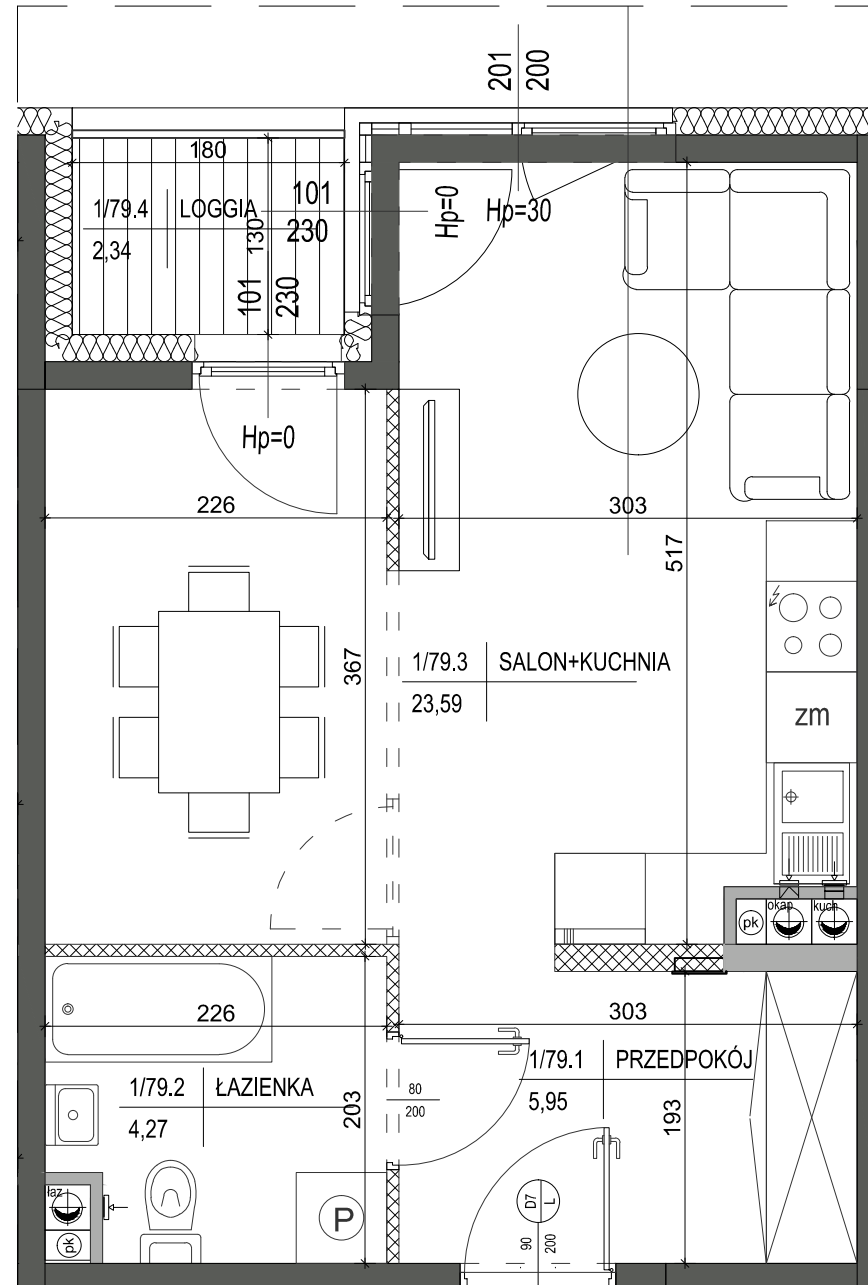 201
200
180
1/79.4 LOGGIA
2,34
130
101
230
Hp=0
Hp=30
101
230
Hp=0
226
303
517
367
1/79.3 SALON+KUCHNIA
23,59
zm
okap
kuch
pk
226
303
1/79.2 ŁAZIENKA
4,27
203
80
200
1/79.1 PRZEDPOKÓJ
5,95
193
łaz
pk
P
D7
L
90
200